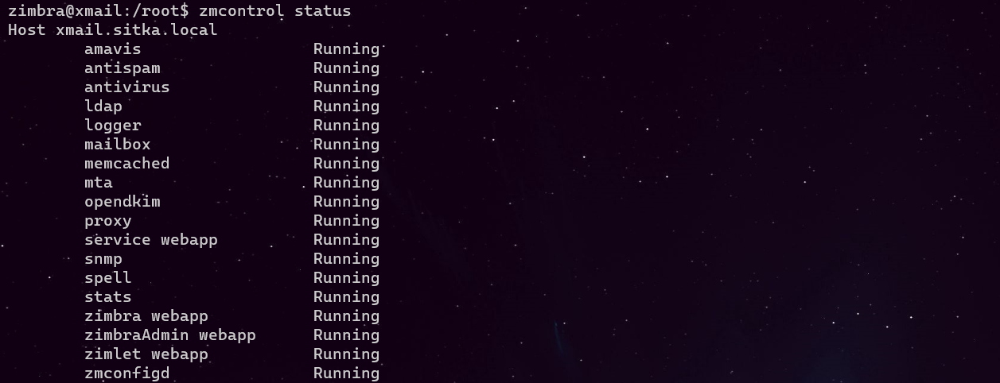 zimbra@xmail:/root$ zmcontrol status
Host xmail.sitka.local
amavis Running
antispam Running
antivirus Running
ldap Running
logger Running
mailbox Running
memcached Running
mta Running
opendkim Running
proxy Running
service webapp Running
snmp Running
spell Running
stats Running
zimbra webapp Running
zimbraAdmin webapp Running
zimlet webapp Running
zmconfigd Running